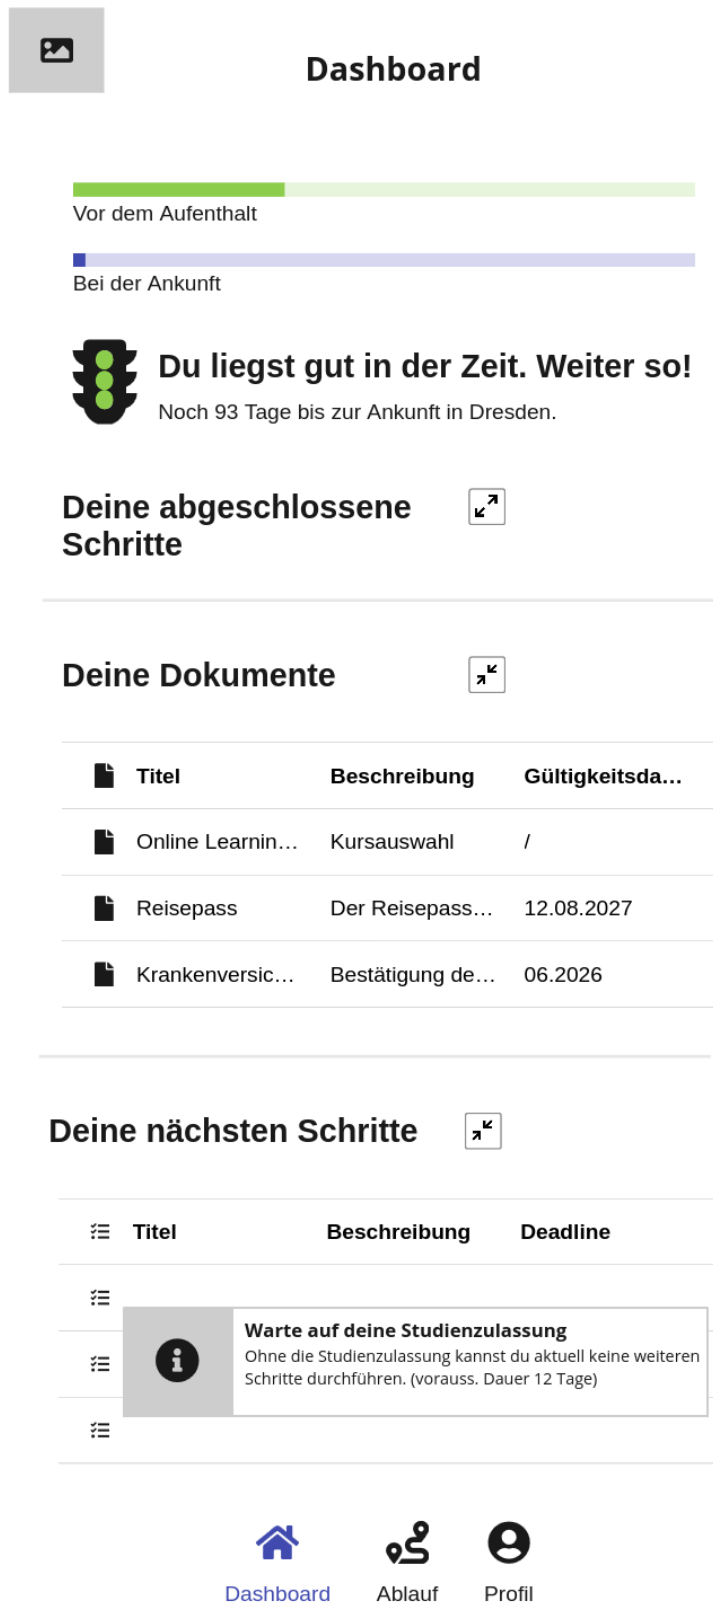 Dashboard
Vor dem Aufenthalt
Bei der Ankunft
Du liegst gut in der Zeit. Weiter so!
Noch 93 Tage bis zur Ankunft in Dresden.
Deine abgeschlossene
Schritte
Deine Dokumente
Titel Beschreibung Gültigkeitsda...
Online Learnin... Kursauswahl /
Reisepass Der Reisepass... 12.08.2027
Krankenversic... Bestätigung de... 06.2026
Deine nächsten Schritte
Titel Beschreibung Deadline
Warte auf deine Studienzulassung
Ohne die Studienzulassung kannst du aktuell keine weiteren
Schritte durchführen. (vorauss. Dauer 12 Tage)
Dashboard Ablauf Profil